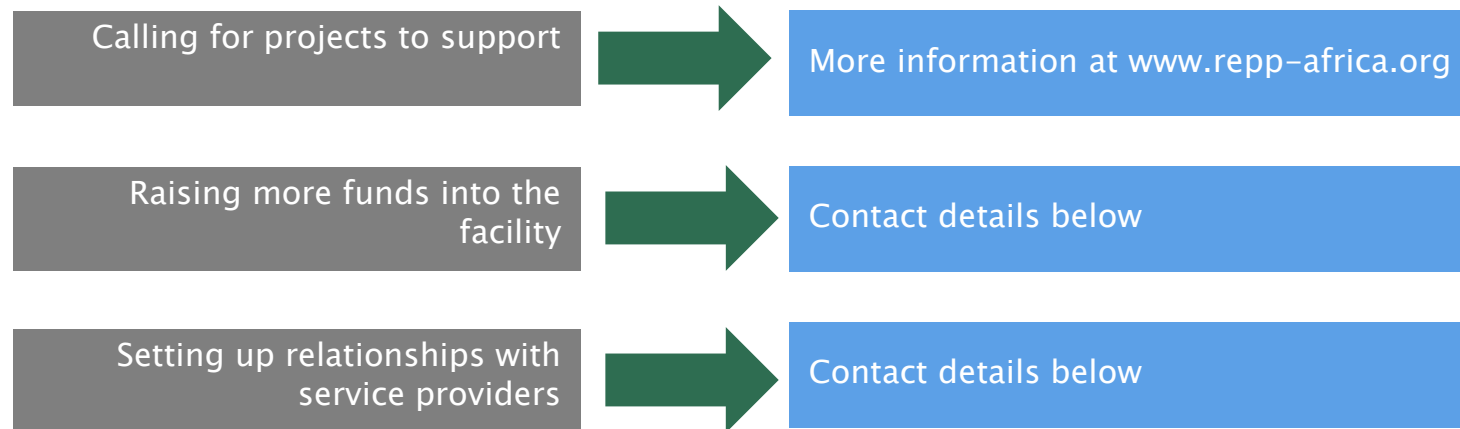 Calling for projects to support
More information at www.repp-africa.org
Raising more funds into the
facility
Contact details below
Setting up relationships with
service providers
Contact details below